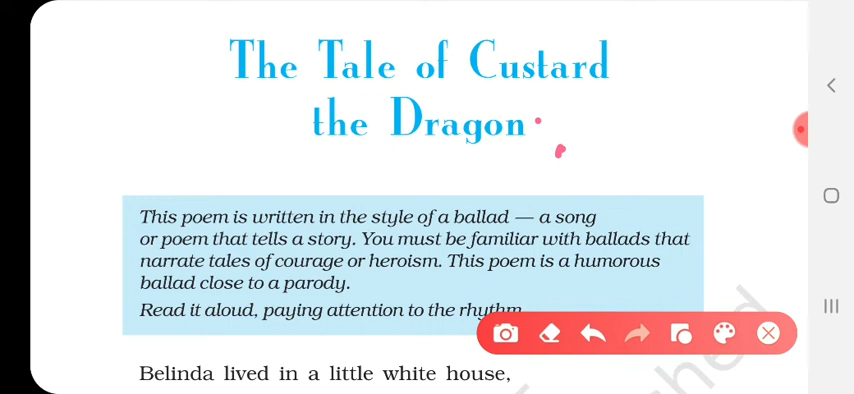 The Tale of Custard
the Dragon
This poem is written in the style of a ballad — a song
or poem that tells a story. You must be familiar with ballads that
narrate tales of courage or heroism. This poem is a humorous
ballad close to a parody.
Read it aloud, paying attention to the rhythm
Belinda lived in a little white house,